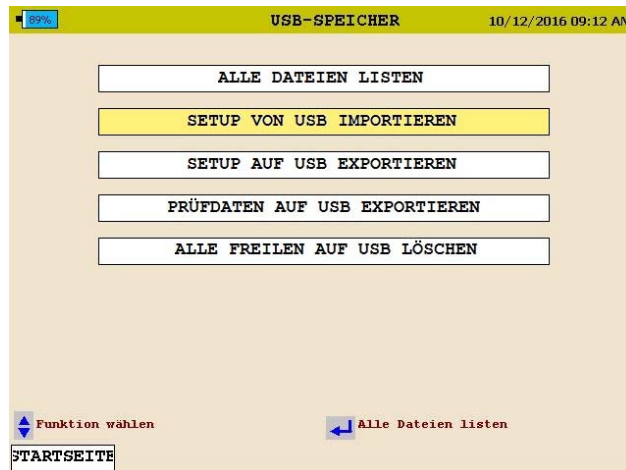 89%
USB-SPEICHER
10/12/2016 09:12 AM
ALLE DATEIEN LISTEN
SETUP VON USB IMPORTIEREN
SETUP AUF USB EXPORTIEREN
PRÜFDATEN AUF USB EXPORTIEREN
ALLE FREILEN AUF USB LÖSCHEN
Funktion wählen
Alle Dateien listen
STARTSEITE